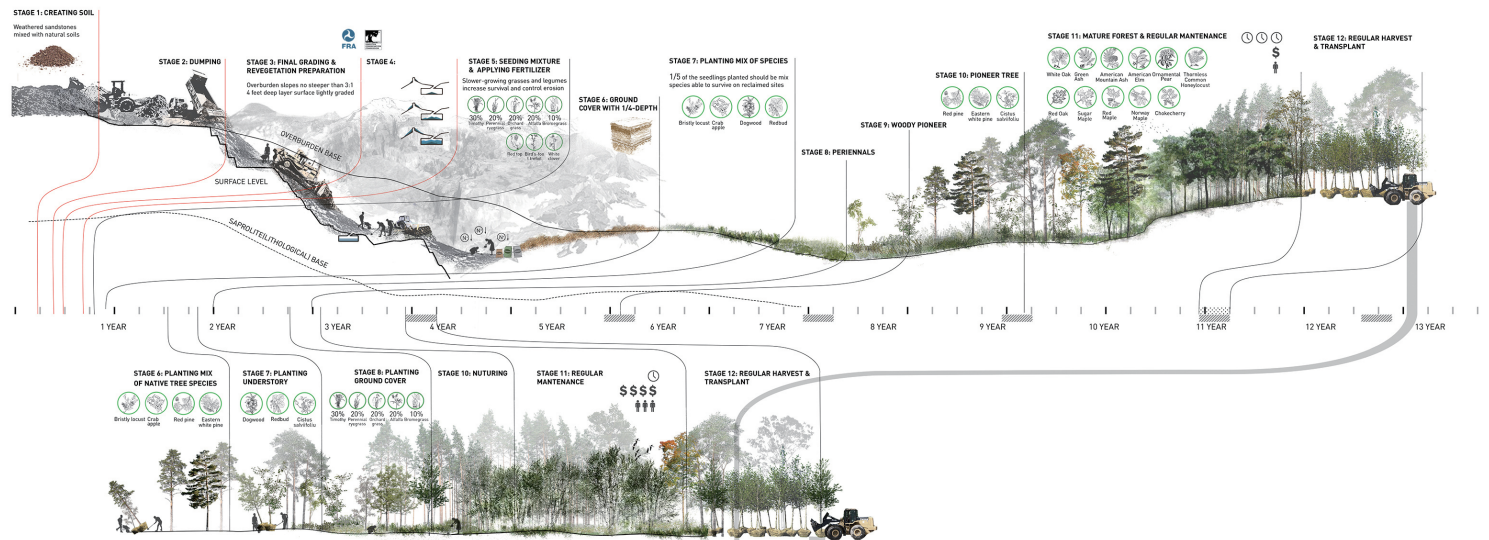 STAGE 1: CREATING SOIL
Weathered sandstones
mixed with natural soils
STAGE 2: DUMPING
STAGE 3: FINAL GRADING &
REVEGETATION PREPARATION
Overburden slopes no steeper than 3:1
4 feet deep layer surface lightly graded
FRA
STAGE 4:
STAGE 5: SEEDING MIXTURE
& APPLYING FERTILIZER
Slower-growing grasses and legumes
increase survival and control erosion
30% 20% 20% 20% 10%
Timothy Perennial Orchard Alfalfa Bromegrass
ryegrass grass
Red top Bird's-foo White
t trefoil clover
STAGE 6: GROUND
COVER WITH 1/4-DEPTH
STAGE 7: PLANTING MIX OF SPECIES
1/5 of the seedlings planted should be mix
species able to survive on reclaimed sites
Bristly locust Crab Dogwood Redbud
apple
STAGE 8: PERIENNALS
STAGE 9: WOODY PIONEER
STAGE 10: PIONEER TREE
Red pine Eastern Cistus
white pine salviifoliu
STAGE 11: MATURE FOREST & REGULAR MANTENANCE
$
White Oak Green American American Ornamental Thornless
Ash Mountain Ash Elm Pear Common
Honeylocust
Red Oak Sugar Red Norway Chokecherry
Maple Maple Maple
STAGE 12: REGULAR HARVEST
& TRANSPLANT
OVERBURDEN BASE
SURFACE LEVEL
SAPROLITE(LITHOLOGICAL) BASE
N N
1 YEAR
2 YEAR
3 YEAR
4 YEAR
5 YEAR
6 YEAR
7 YEAR
8 YEAR
9 YEAR
10 YEAR
11 YEAR
12 YEAR
13 YEAR
STAGE 6: PLANTING MIX
OF NATIVE TREE SPECIES
Bristly locust Crab Red pine Eastern
apple white pine
STAGE 7: PLANTING
UNDERSTORY
Dogwood Redbud Cistus
salviifoliu
STAGE 8: PLANTING
GROUND COVER
30% 20% 20% 20% 10%
Timothy Perennial Orchard Alfalfa Bromegrass
ryegrass grass
STAGE 10: NUTURING
STAGE 11: REGULAR
MANTENANCE
$$$$
STAGE 12: REGULAR HARVEST &
TRANSPLANT